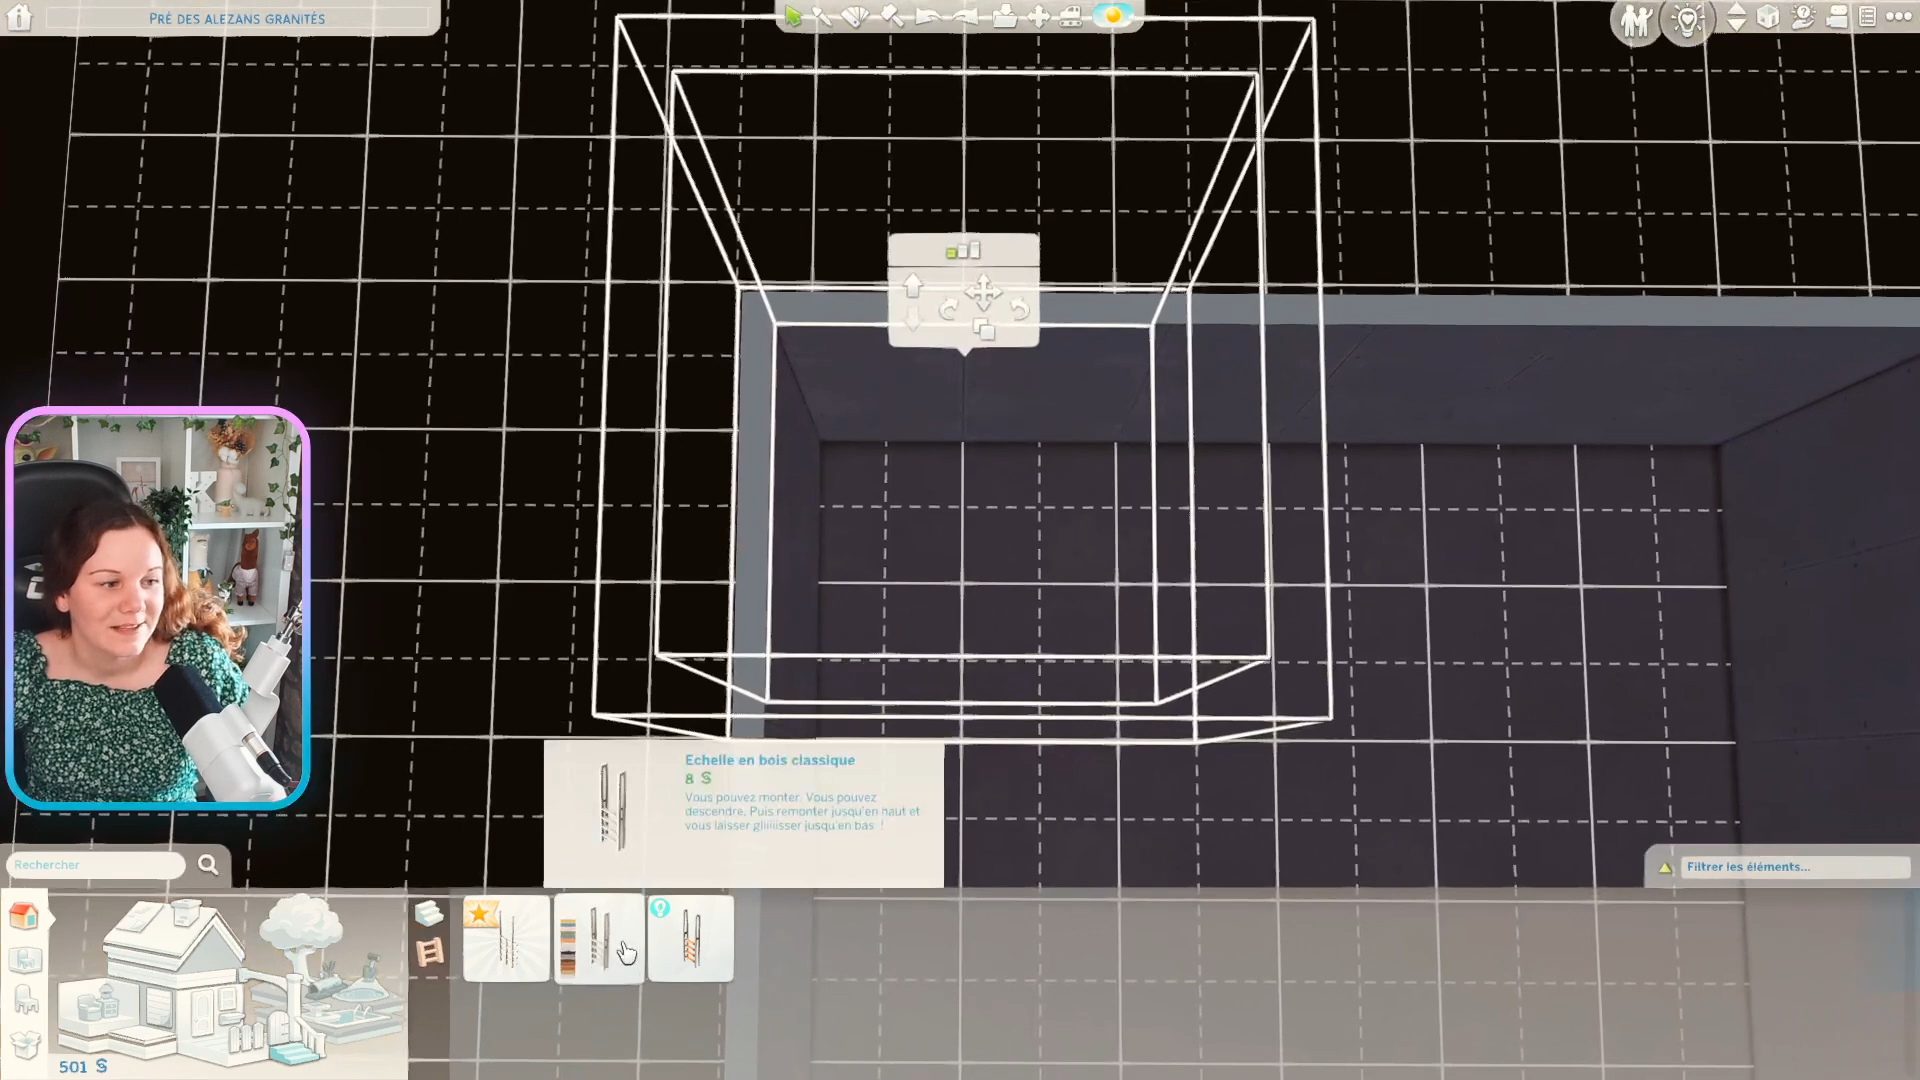 PRÉ DES ALEZANS GRANITÉS
Echelle en bois classique
8 $
Vous pouvez monter. Vous pouvez
descendre. Puis remonter jusqu'en haut et
vous laisser gliiiiisser jusqu'en bas !
Rechercher
Filtrer les éléments...
501 $